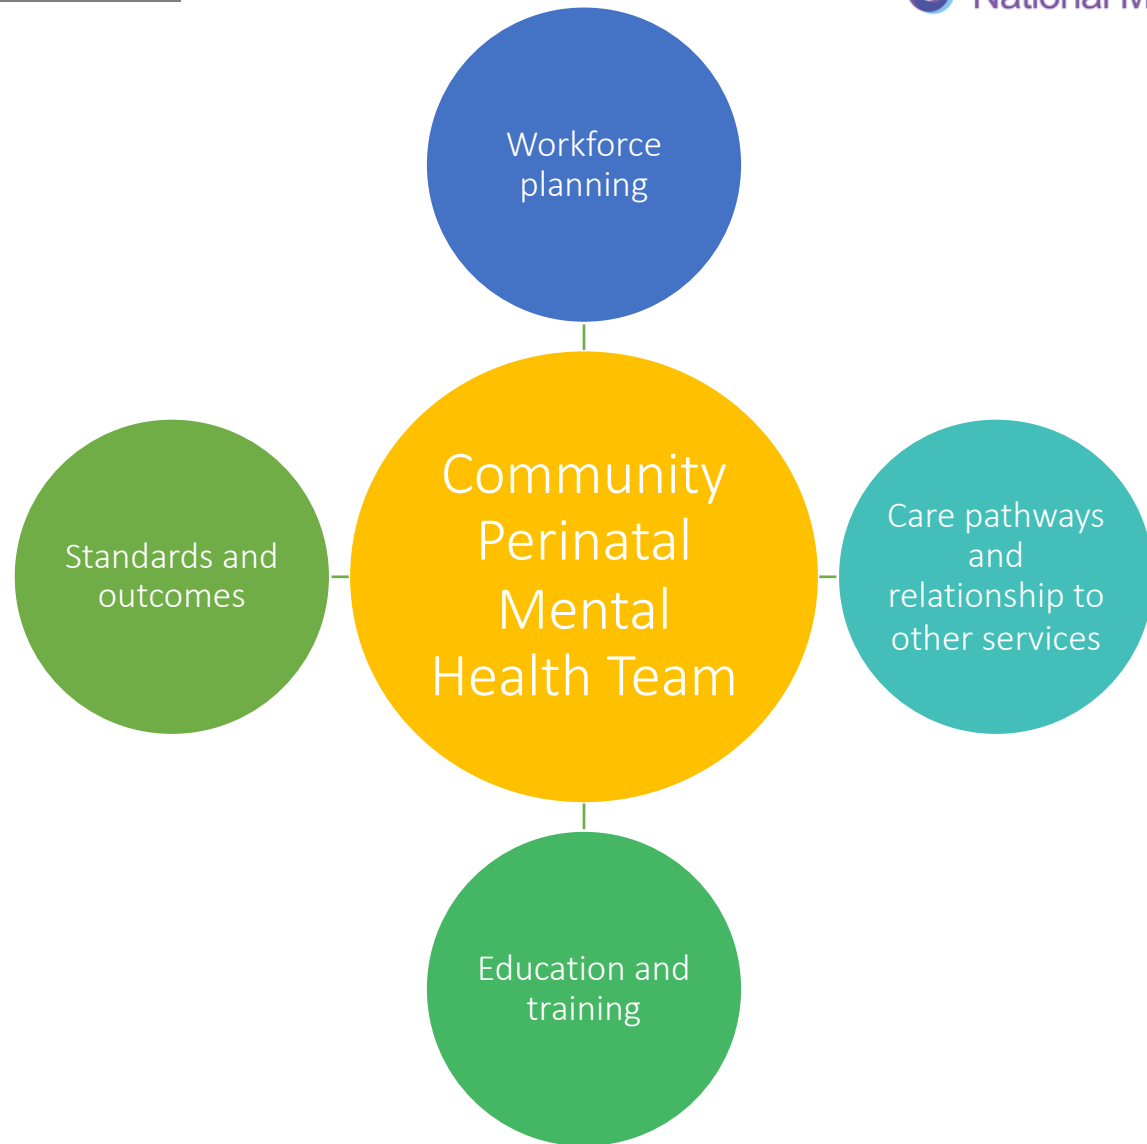 National M
Workforce
planning
Community
Perinatal
Mental
Health Team
Standards and
outcomes
Care pathways
and
relationship to
other services
Education and
training